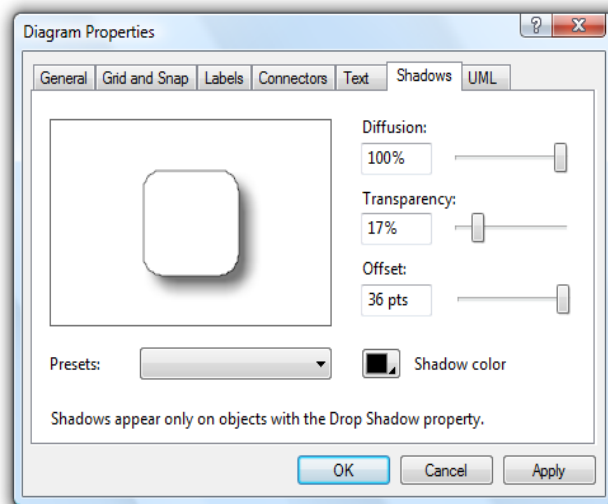 Diagram Properties
?
General Grid and Snap Labels Connectors Text Shadows UML
Diffusion:
100%
Transparency:
17%
Offset:
36 pts
Presets:
Shadow color
Shadows appear only on objects with the Drop Shadow property.
OK Cancel Apply